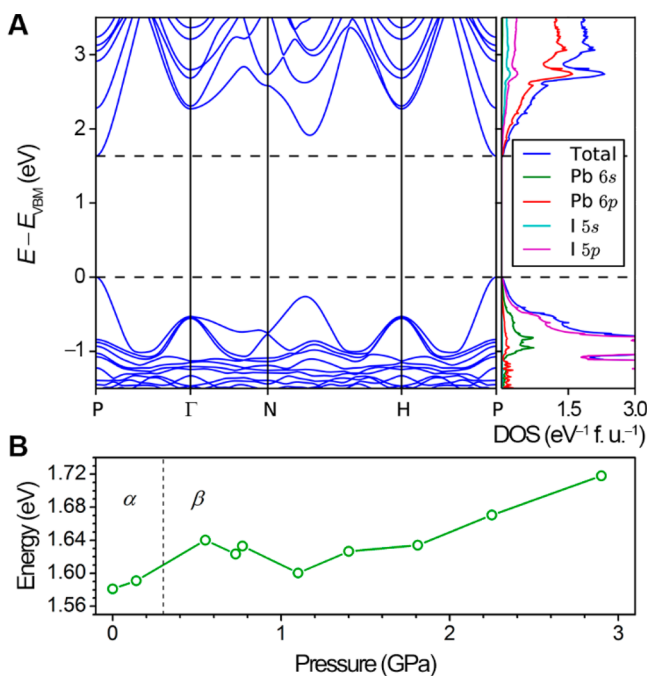 A
3
2
1
0
−1
E − E_VBM (eV)
P Γ N H P
Total
Pb 6s
Pb 6p
I 5s
I 5p
1.5 3.0
DOS (eV⁻¹ f. u.⁻¹)
B
1.72
1.68
1.64
1.60
1.56
Energy (eV)
α β
0 1 2 3
Pressure (GPa)